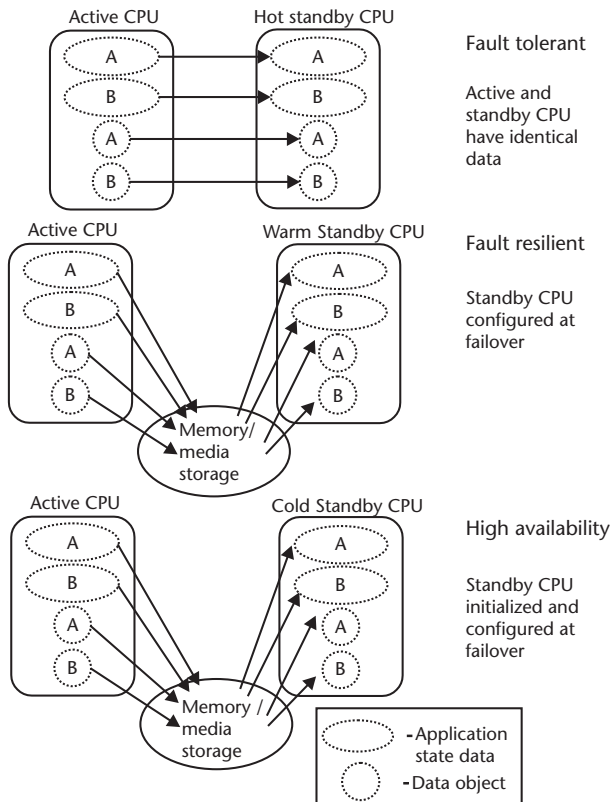 Active CPU
Hot standby CPU
A
A
B
B
A
A
B
B
Fault tolerant
Active and
standby CPU
have identical
data
Active CPU
Warm Standby CPU
A
A
B
B
A
A
B
B
Memory/
media
storage
Fault resilient
Standby CPU
configured at
failover
Active CPU
Cold Standby CPU
A
A
B
B
A
A
B
B
Memory /
media
storage
High availability
Standby CPU
initialized and
configured at
failover
-Application
state data
-Data object